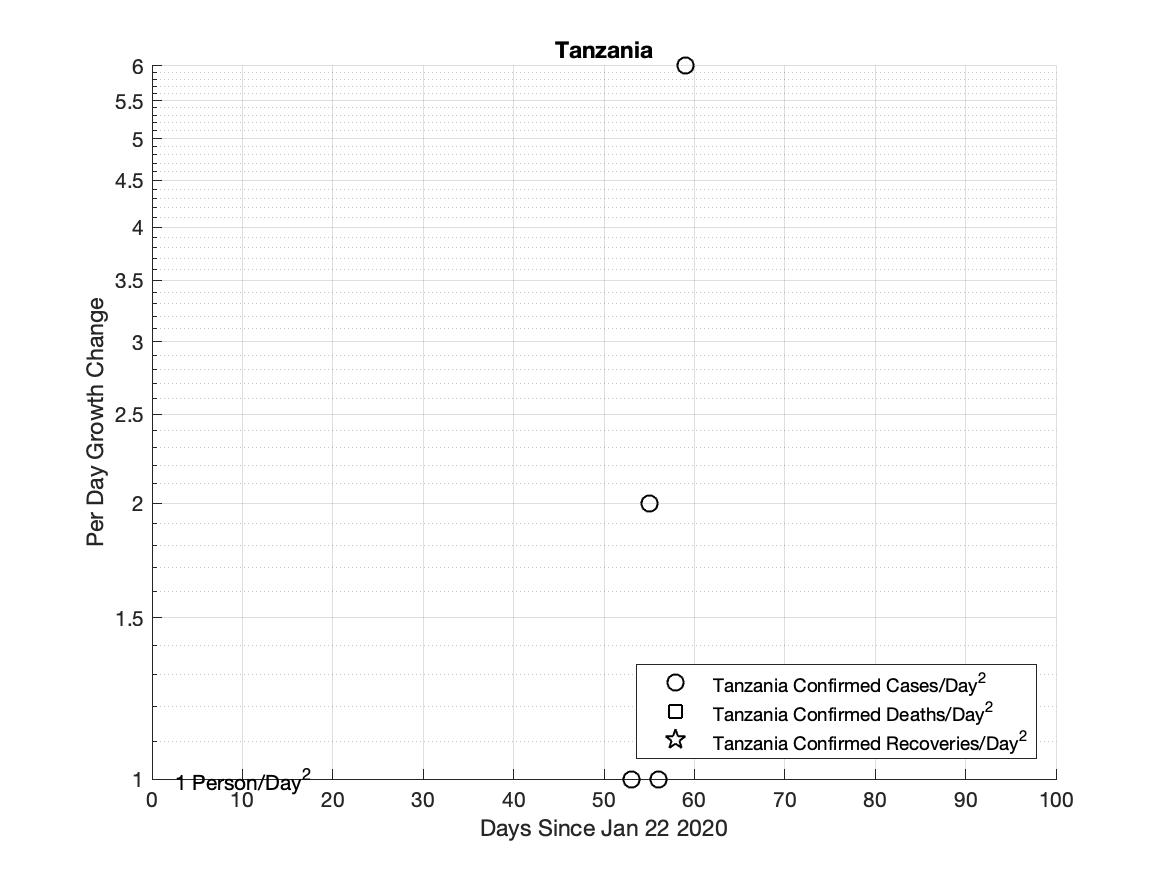 Tanzania
6
5.5
5
4.5
4
3.5
3
2.5
2
1.5
1
Per Day Growth Change
Tanzania Confirmed Cases/Day²
Tanzania Confirmed Deaths/Day²
Tanzania Confirmed Recoveries/Day²
1 Person/Day²
0 10 20 30 40 50 60 70 80 90 100
Days Since Jan 22 2020